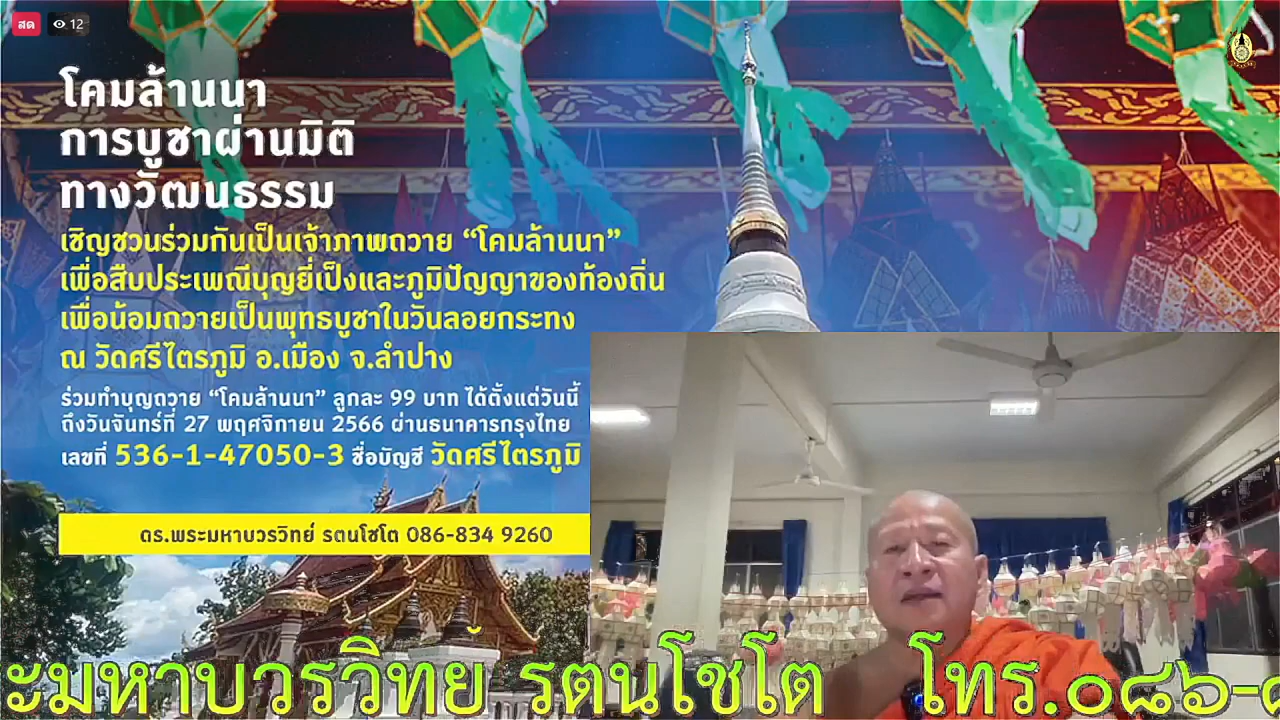 สด
12
โคมล้านนา
การบูชาผ่านมิติ
ทางวัฒนธรรม
เชิญชวนร่วมกันเป็นเจ้าภาพถวาย “โคมล้านนา”
เพื่อสืบประเพณีบุญยี่เป็งและภูมิปัญญาของท้องถิ่น
เพื่อน้อมถวายเป็นพุทธบูชาในวันลอยกระทง
ณ วัดศรีไตรภูมิ อ.เมือง จ.ลำปาง
ร่วมทำบุญถวาย “โคมล้านนา” ลูกละ 99 บาท ได้ตั้งแต่วันนี้
ถึงวันจันทร์ที่ 27 พฤศจิกายน 2566 ผ่านธนาคารกรุงไทย
เลขที่ 536-1-47050-3 ชื่อบัญชี วัดศรีไตรภูมิ
ดร.พระมหาบวรวิทย์ รตนโชโต 086-834 9260
ะมหาบวรวิทย์ รตนโชโต โทร.๐๘๖-